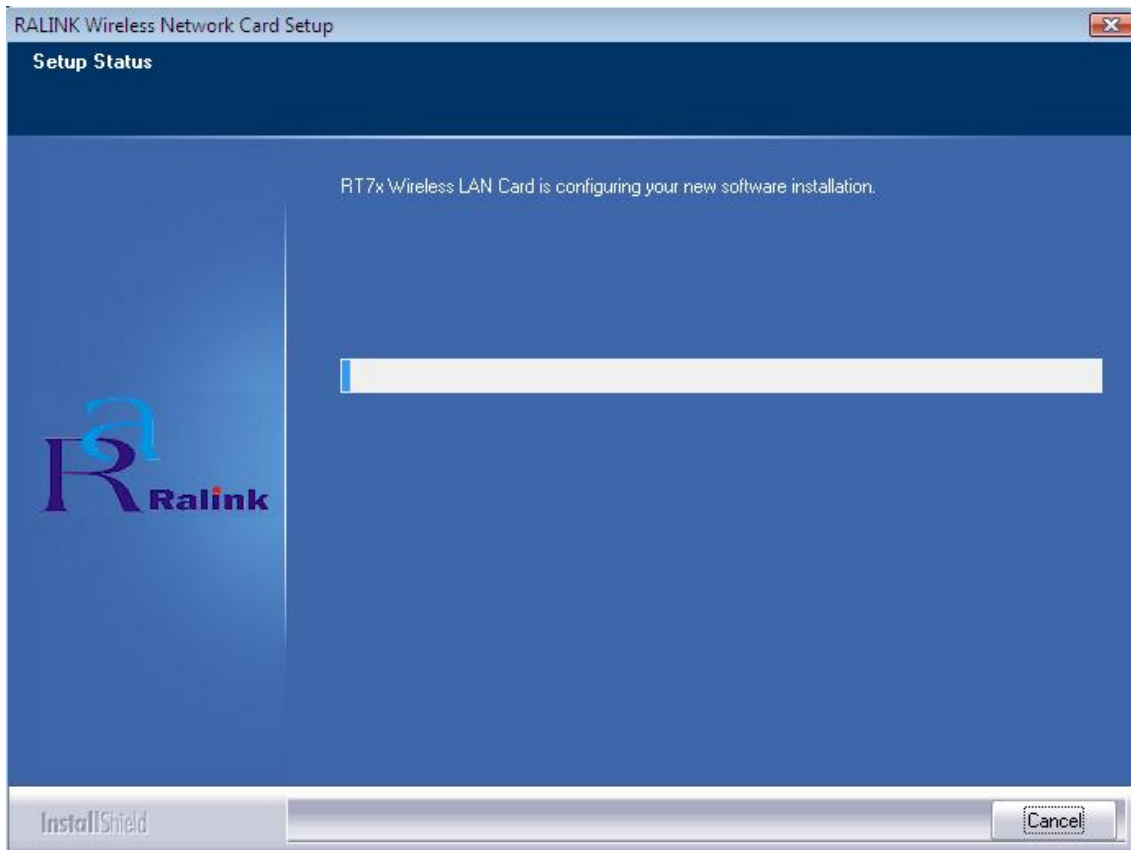 RALINK Wireless Network Card Setup
Setup Status
RT7x Wireless LAN Card is configuring your new software installation.
Ra
Ralink
InstallShield
Cancel